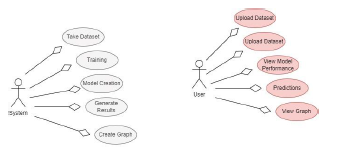 Take Dataset
Training
Model Creation
Generate
Results
Create Graph
System
Upload Dataset
Upload Dataset
View Model
Performance
Predictions
View Graph
User